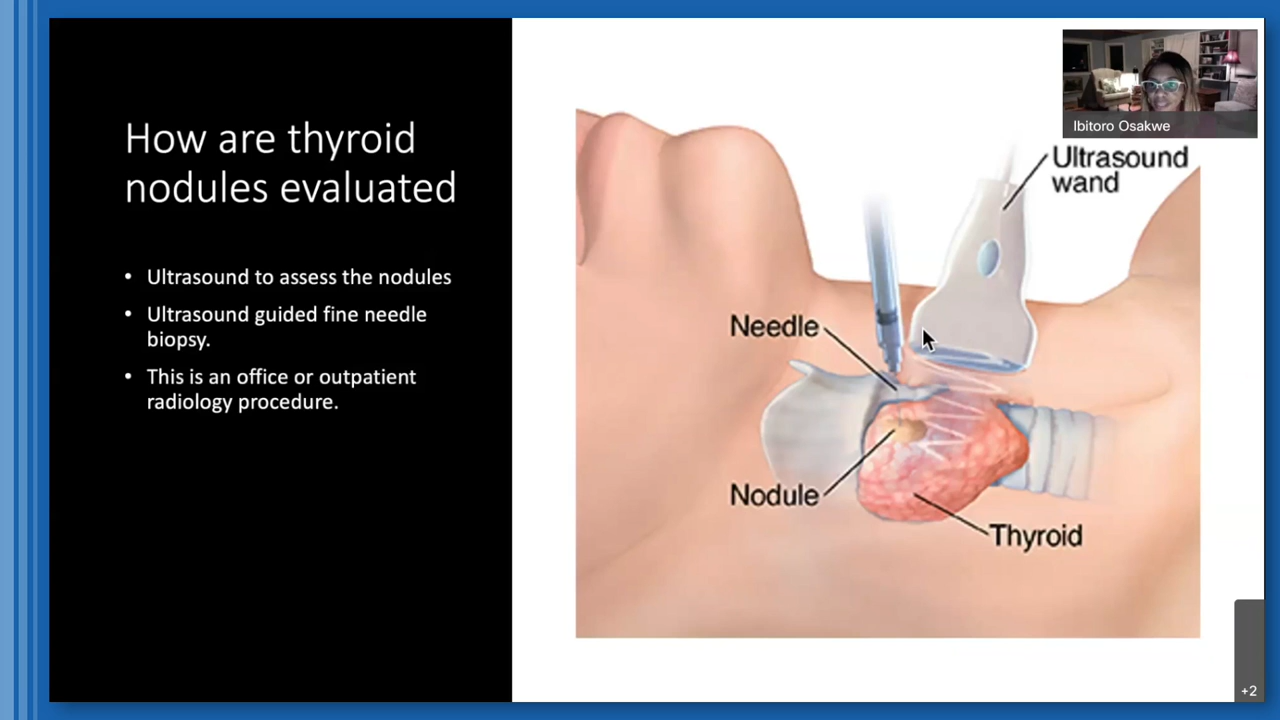 How are thyroid
nodules evaluated
• Ultrasound to assess the nodules
• Ultrasound guided fine needle
biopsy.
• This is an office or outpatient
radiology procedure.
Ibitoro Osakwe
Ultrasound
wand
Needle
Nodule
Thyroid
+2